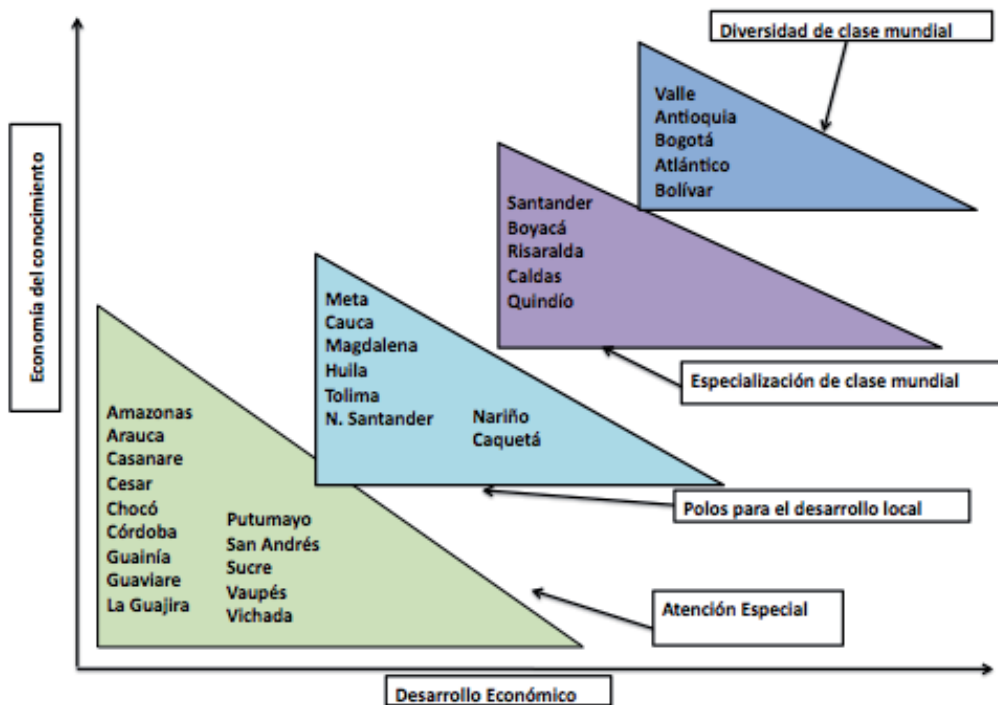 Diversidad de clase mundial
Valle
Antioquia
Bogotá
Atlántico
Bolívar
Economía del conocimiento
Santander
Boyacá
Risaralda
Caldas
Quindío
Especialización de clase mundial
Meta
Cauca
Magdalena
Huila
Tolima
N. Santander
Nariño
Caquetá
Polos para el desarrollo local
Amazonas
Arauca
Casanare
Cesar
Chocó
Córdoba
Guainía
Guaviare
La Guajira
Putumayo
San Andrés
Sucre
Vaupés
Vichada
Atención Especial
Desarrollo Económico